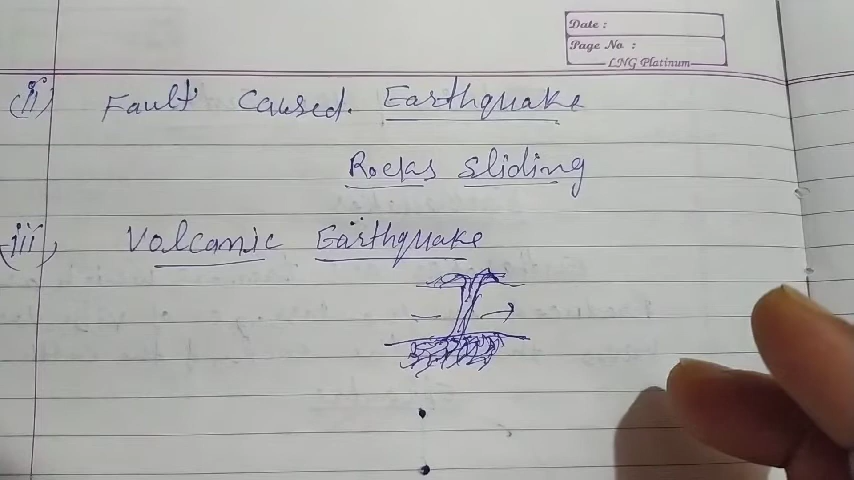 Date :
Page No :
LNG Platinum
(ii) Fault Caused. Earthquake
Rocks Sliding
(iii) Volcanic Earthquake